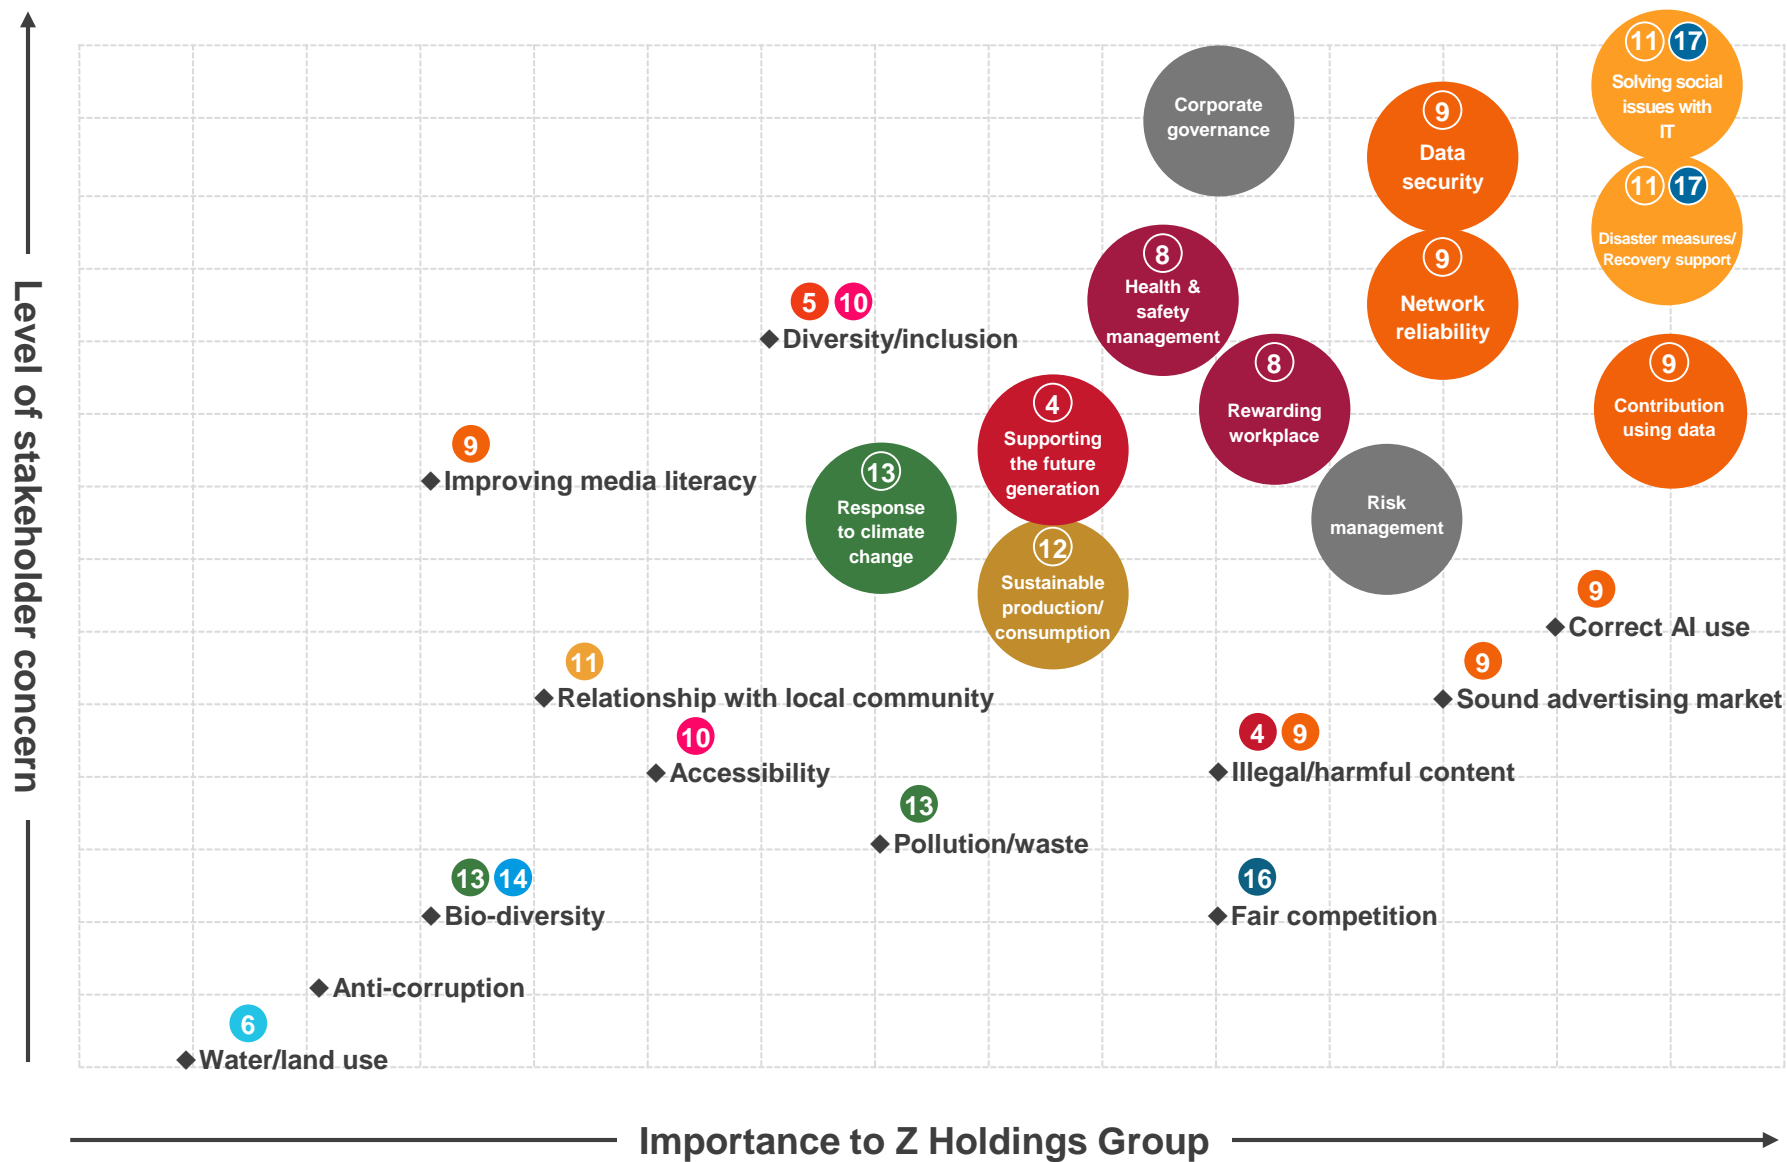 11 17
Solving social
issues with
IT
Corporate
governance
9
Data
security
11 17
Disaster measures/
Recovery support
8
Health &
safety
management
9
Network
reliability
5 10
Diversity/inclusion
8
Rewarding
workplace
9
Contribution
using data
4
Supporting
the future
generation
9
Improving media literacy
13
Response
to climate
change
Risk
management
12
Sustainable
production/
consumption
9
Correct AI use
11
Relationship with local community
9
Sound advertising market
10
Accessibility
4 9
Illegal/harmful content
13
Pollution/waste
13 14
Bio-diversity
16
Fair competition
Anti-corruption
6
Water/land use
Level of stakeholder concern
Importance to Z Holdings Group